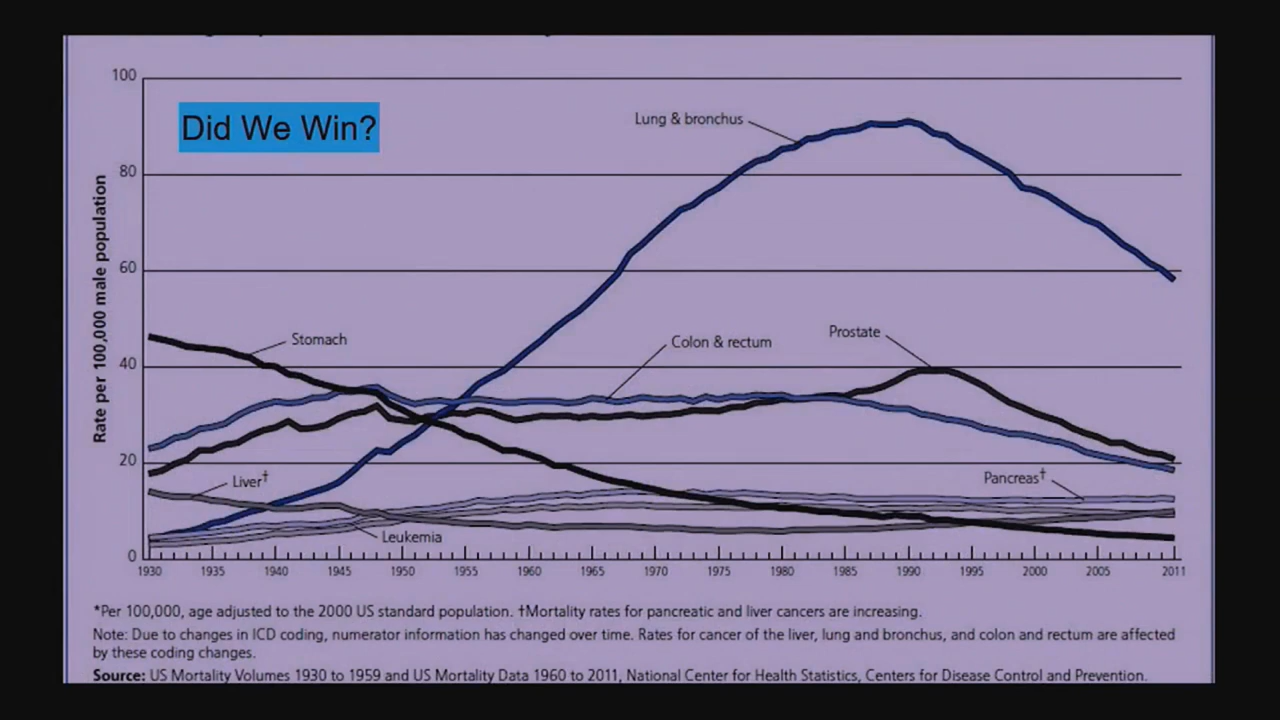 100
Did We Win?
Lung & bronchus
80
Rate per 100,000 male population
60
Stomach
Colon & rectum
Prostate
40
20
Liver†
Pancreas†
Leukemia
0
1930 1935 1940 1945 1950 1955 1960 1965 1970 1975 1980 1985 1990 1995 2000 2005 2011
*Per 100,000, age adjusted to the 2000 US standard population. †Mortality rates for pancreatic and liver cancers are increasing.
Note: Due to changes in ICD coding, numerator information has changed over time. Rates for cancer of the liver, lung and bronchus, and colon and rectum are affected
by these coding changes.
Source: US Mortality Volumes 1930 to 1959 and US Mortality Data 1960 to 2011, National Center for Health Statistics, Centers for Disease Control and Prevention.